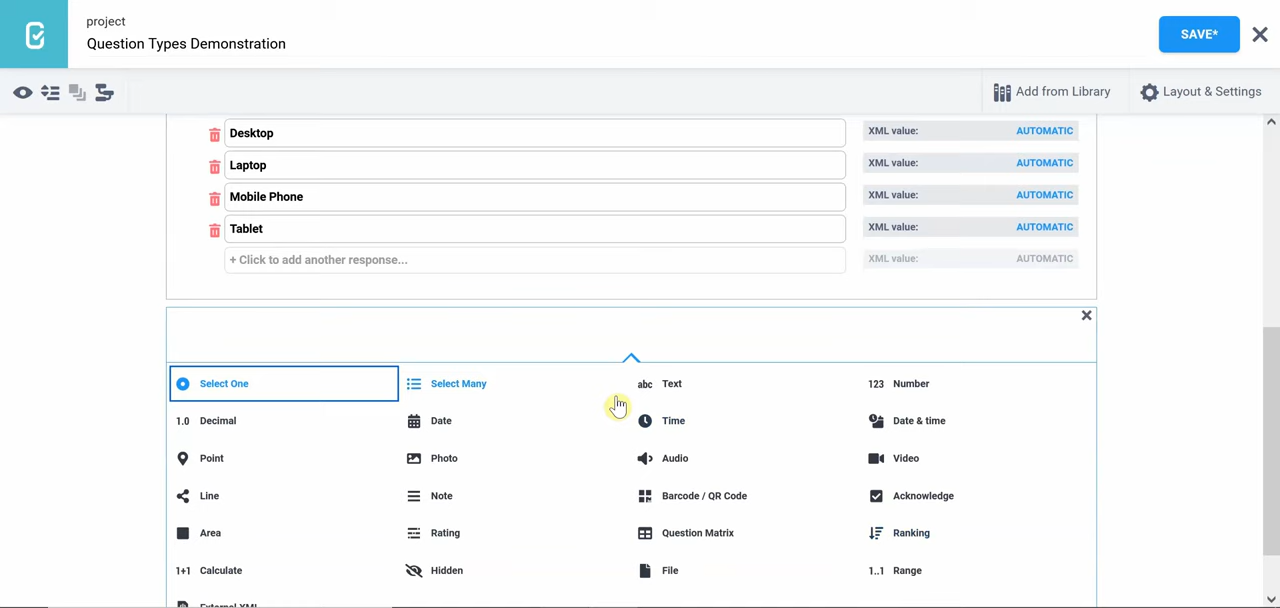 project
Question Types Demonstration
SAVE*
Add from Library
Layout & Settings
Desktop
XML value: AUTOMATIC
Laptop
XML value: AUTOMATIC
Mobile Phone
XML value: AUTOMATIC
Tablet
XML value: AUTOMATIC
+ Click to add another response...
XML value: AUTOMATIC
Select One
Select Many
abc Text
123 Number
1.0 Decimal
Date
Time
Date & time
Point
Photo
Audio
Video
Line
Note
Barcode / QR Code
Acknowledge
Area
Rating
Question Matrix
Ranking
1+1 Calculate
Hidden
File
1..1 Range
External XML